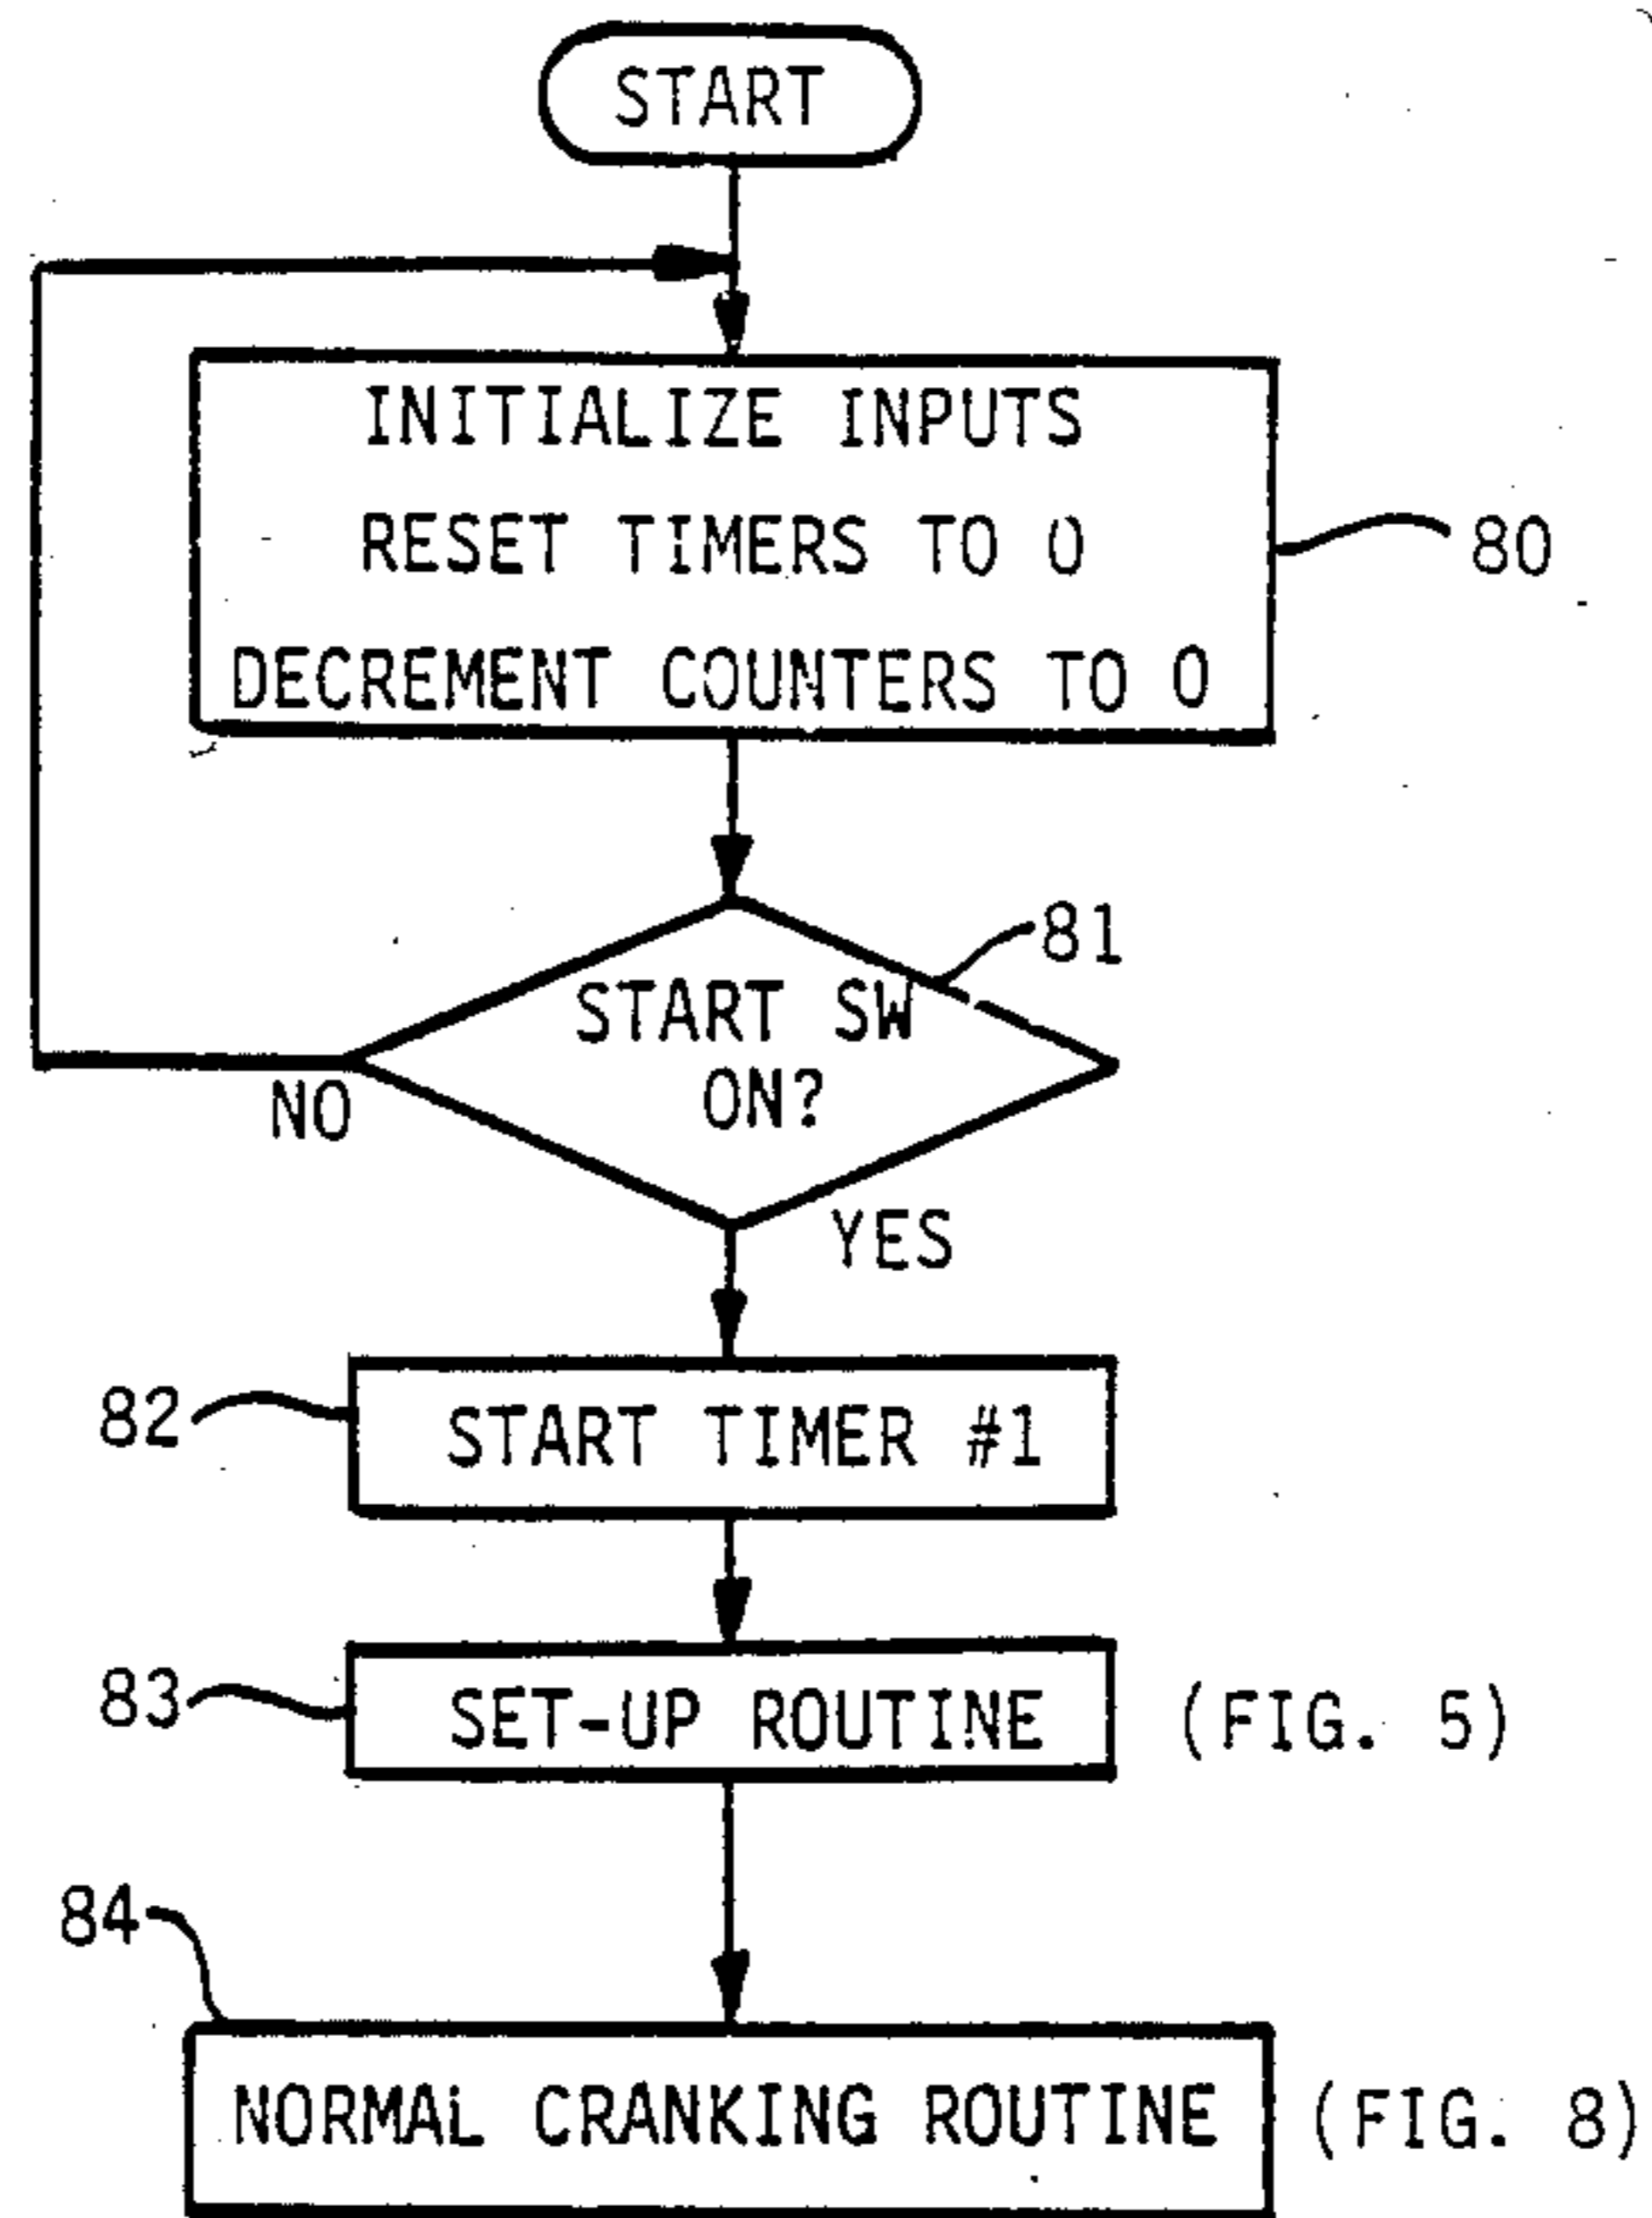 START
INITIALIZE INPUTS
RESET TIMERS TO 0
DECREMENT COUNTERS TO 0
80
81
START SW
ON?
NO
YES
82
START TIMER #1
83
SET-UP ROUTINE (FIG. 5)
84
NORMAL CRANKING ROUTINE (FIG. 8)